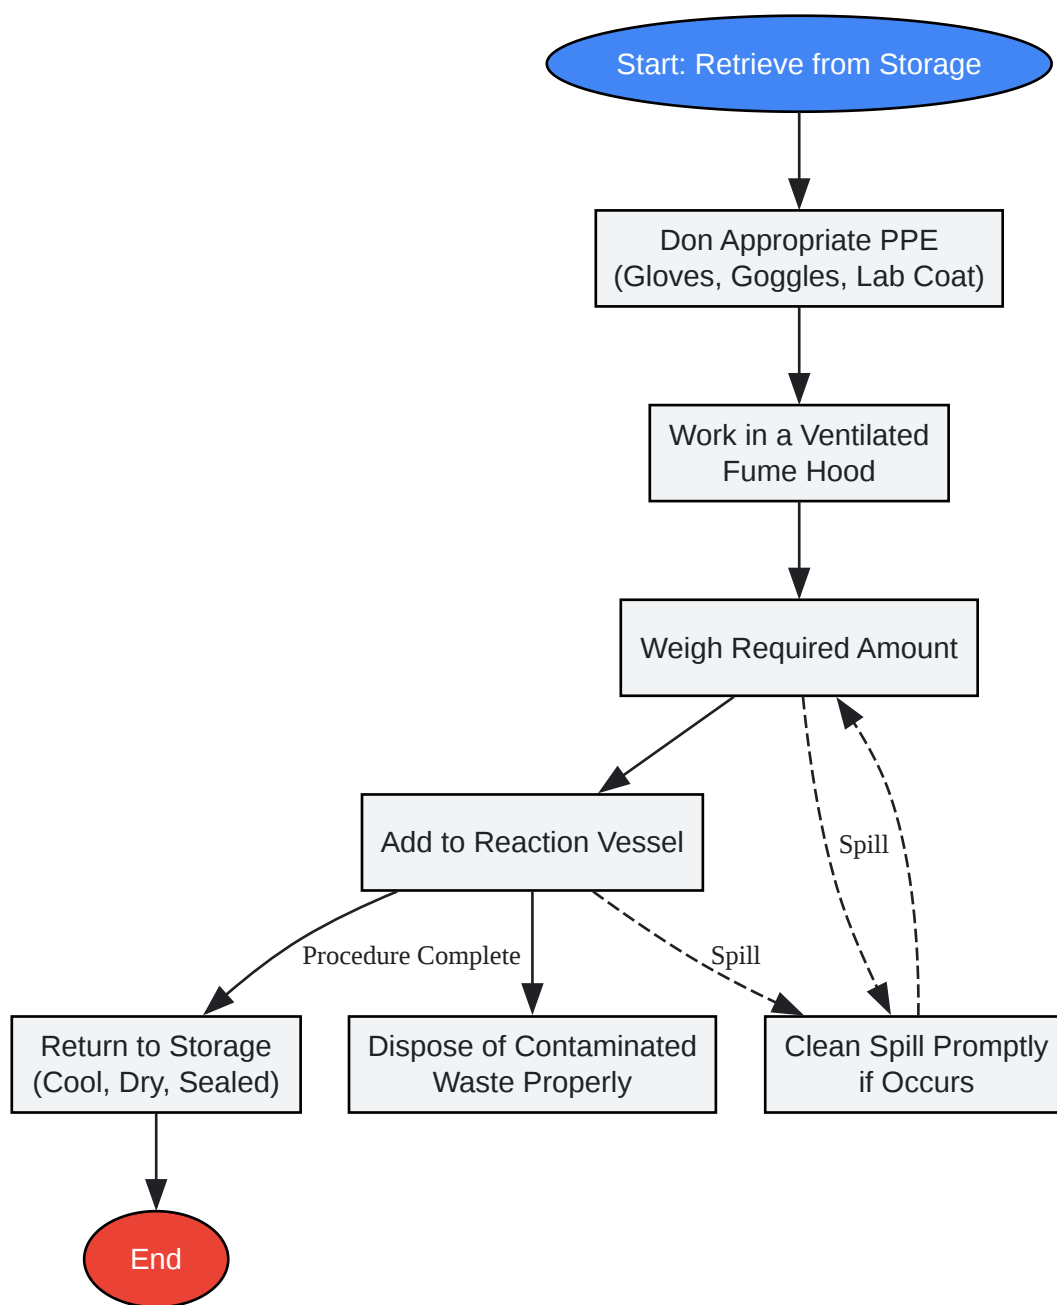 Start: Retrieve from Storage
Don Appropriate PPE
(Gloves, Goggles, Lab Coat)
Work in a Ventilated
Fume Hood
Weigh Required Amount
Add to Reaction Vessel
Spill
Procedure Complete
Spill
Return to Storage
(Cool, Dry, Sealed)
Dispose of Contaminated
Waste Properly
Clean Spill Promptly
if Occurs
End